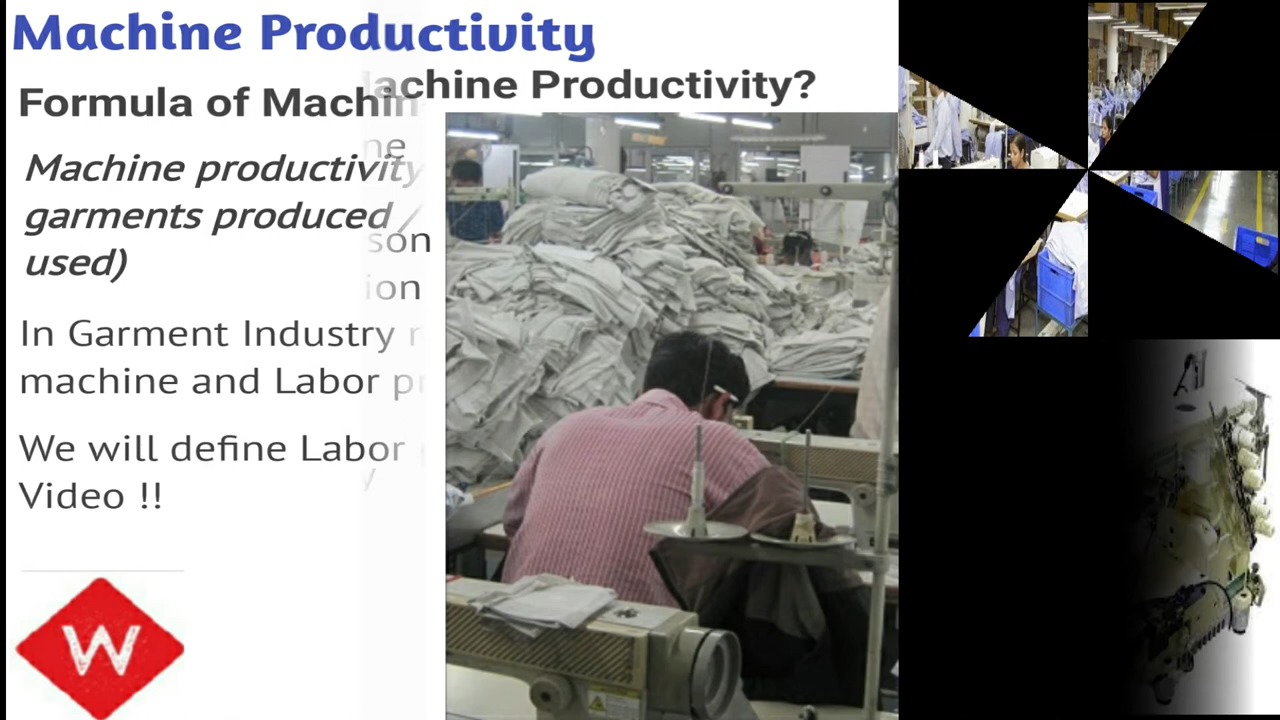 Machine Productivity
achine Productivity?
Formula of Machin
ne
Machine productivity
garments produced /
son
used)
ion
In Garment Industry
machine and Labor
We will define Labor
y
Video !!
W